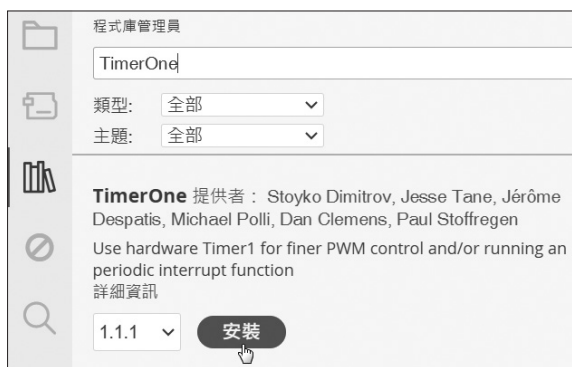 程式庫管理員
TimerOne
類型: 全部
主題: 全部
TimerOne 提供者： Stoyko Dimitrov, Jesse Tane, Jérôme
Despatis, Michael Polli, Dan Clemens, Paul Stoffregen
Use hardware Timer1 for finer PWM control and/or running an
periodic interrupt function
詳細資訊
1.1.1 安裝